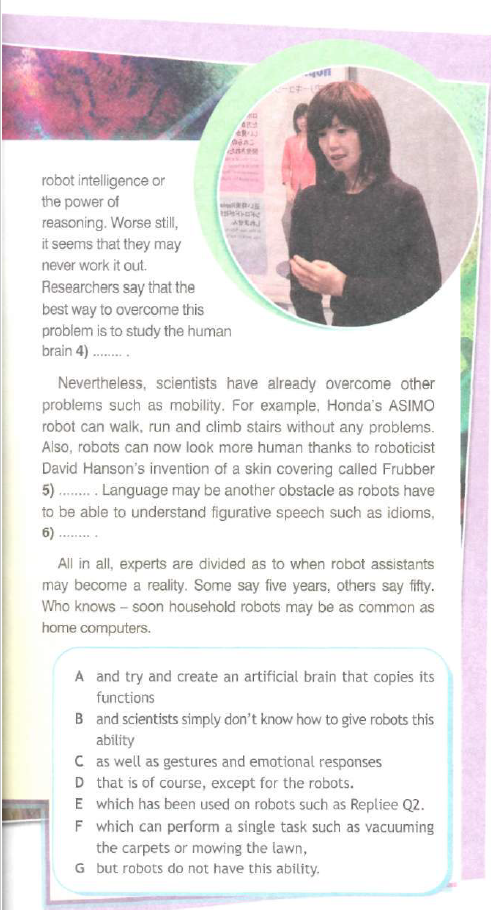 robot intelligence or
the power of
reasoning. Worse still,
it seems that they may
never work it out.
Researchers say that the
best way to overcome this
problem is to study the human
brain 4) ........ .
Nevertheless, scientists have already overcome other
problems such as mobility. For example, Honda's ASIMO
robot can walk, run and climb stairs without any problems.
Also, robots can now look more human thanks to roboticist
David Hanson's invention of a skin covering called Frubber
5) ........ . Language may be another obstacle as robots have
to be able to understand figurative speech such as idioms,
6) ........ .
All in all, experts are divided as to when robot assistants
may become a reality. Some say five years, others say fifty.
Who knows – soon household robots may be as common as
home computers.
A and try and create an artificial brain that copies its
functions
B and scientists simply don't know how to give robots this
ability
C as well as gestures and emotional responses
D that is of course, except for the robots.
E which has been used on robots such as Repliee Q2.
F which can perform a single task such as vacuuming
the carpets or mowing the lawn,
G but robots do not have this ability.